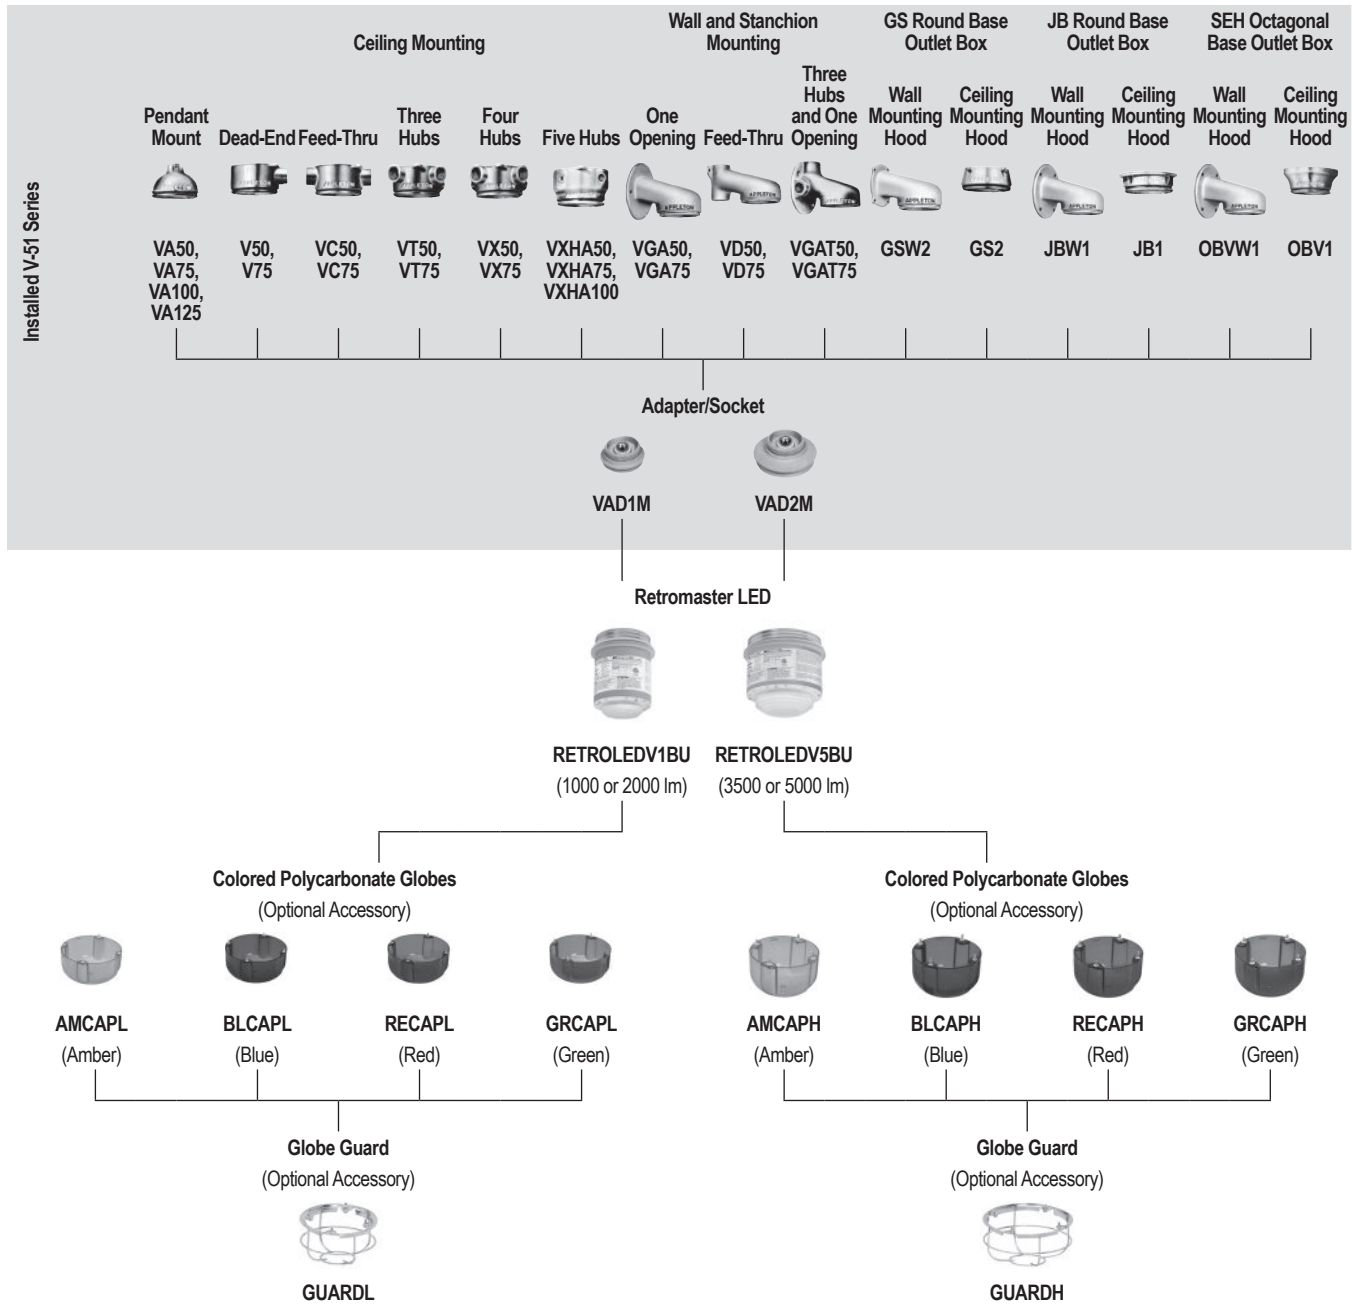 Installed V-51 Series
Ceiling Mounting
Wall and Stanchion
Mounting
GS Round Base
Outlet Box
JB Round Base
Outlet Box
SEH Octagonal
Base Outlet Box
Pendant
Mount
Dead-End
Feed-Thru
Three
Hubs
Four
Hubs
Five Hubs
One
Opening
Feed-Thru
Three
Hubs
and One
Opening
Wall
Mounting
Hood
Ceiling
Mounting
Hood
Wall
Mounting
Hood
Ceiling
Mounting
Hood
Wall
Mounting
Hood
Ceiling
Mounting
Hood
APPLETON
APPLETON
APPLETON
APPLETON
APPLETON
APPLETON
VA50,
VA75,
VA100,
VA125
V50,
V75
VC50,
VC75
VT50,
VT75
VX50,
VX75
VXHA50,
VXHA75,
VXHA100
VGA50,
VGA75
VD50,
VD75
VGAT50,
VGAT75
GSW2
GS2
JBW1
JB1
OBVW1
OBV1
Adapter/Socket
VAD1M
VAD2M
Retromaster LED
RETROLEDV1BU
(1000 or 2000 lm)
RETROLEDV5BU
(3500 or 5000 lm)
Colored Polycarbonate Globes
(Optional Accessory)
AMCAPL
(Amber)
BLCAPL
(Blue)
RECAPL
(Red)
GRCAPL
(Green)
Globe Guard
(Optional Accessory)
GUARDL
Colored Polycarbonate Globes
(Optional Accessory)
AMCAPH
(Amber)
BLCAPH
(Blue)
RECAPH
(Red)
GRCAPH
(Green)
Globe Guard
(Optional Accessory)
GUARDH